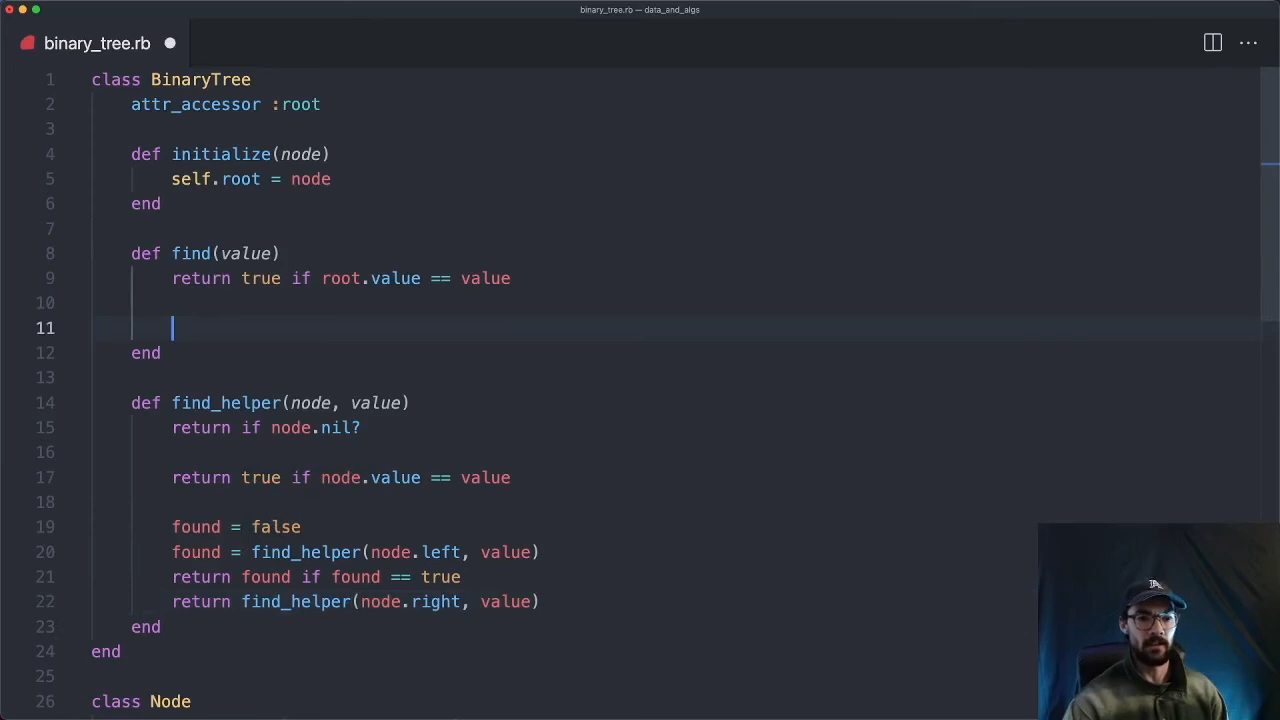 binary_tree.rb — data_and_algs
binary_tree.rb
1 class BinaryTree
2 attr_accessor :root
3
4 def initialize(node)
5 self.root = node
6 end
7
8 def find(value)
9 return true if root.value == value
10
11
12 end
13
14 def find_helper(node, value)
15 return if node.nil?
16
17 return true if node.value == value
18
19 found = false
20 found = find_helper(node.left, value)
21 return found if found == true
22 return find_helper(node.right, value)
23 end
24 end
25
26 class Node